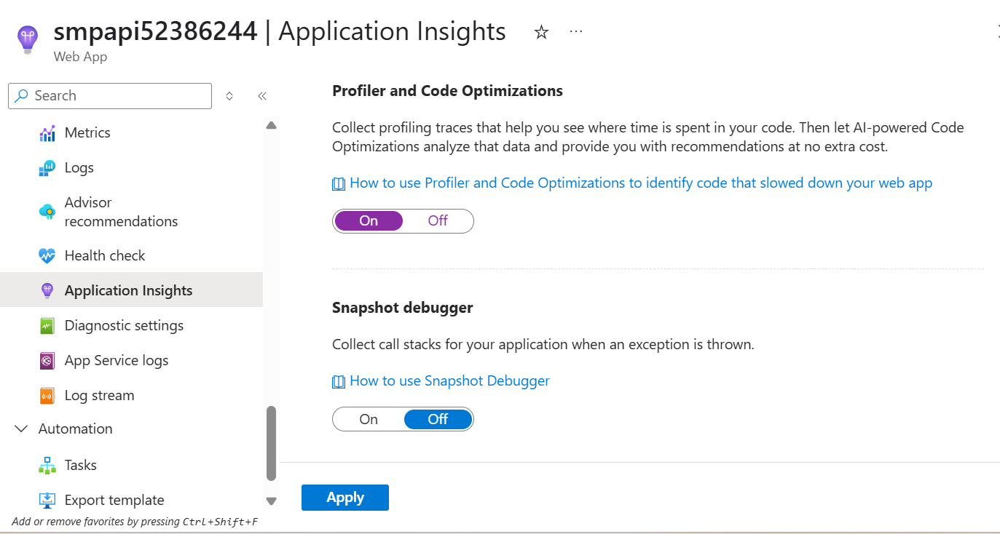 smpapi52386244 | Application Insights
Web App
Search
Metrics
Logs
Advisor
recommendations
Health check
Application Insights
Diagnostic settings
App Service logs
Log stream
Automation
Tasks
Export template
Add or remove favorites by pressing Ctrl+Shift+F
Profiler and Code Optimizations
Collect profiling traces that help you see where time is spent in your code. Then let AI-powered Code
Optimizations analyze that data and provide you with recommendations at no extra cost.
How to use Profiler and Code Optimizations to identify code that slowed down your web app
On Off
Snapshot debugger
Collect call stacks for your application when an exception is thrown.
How to use Snapshot Debugger
On Off
Apply